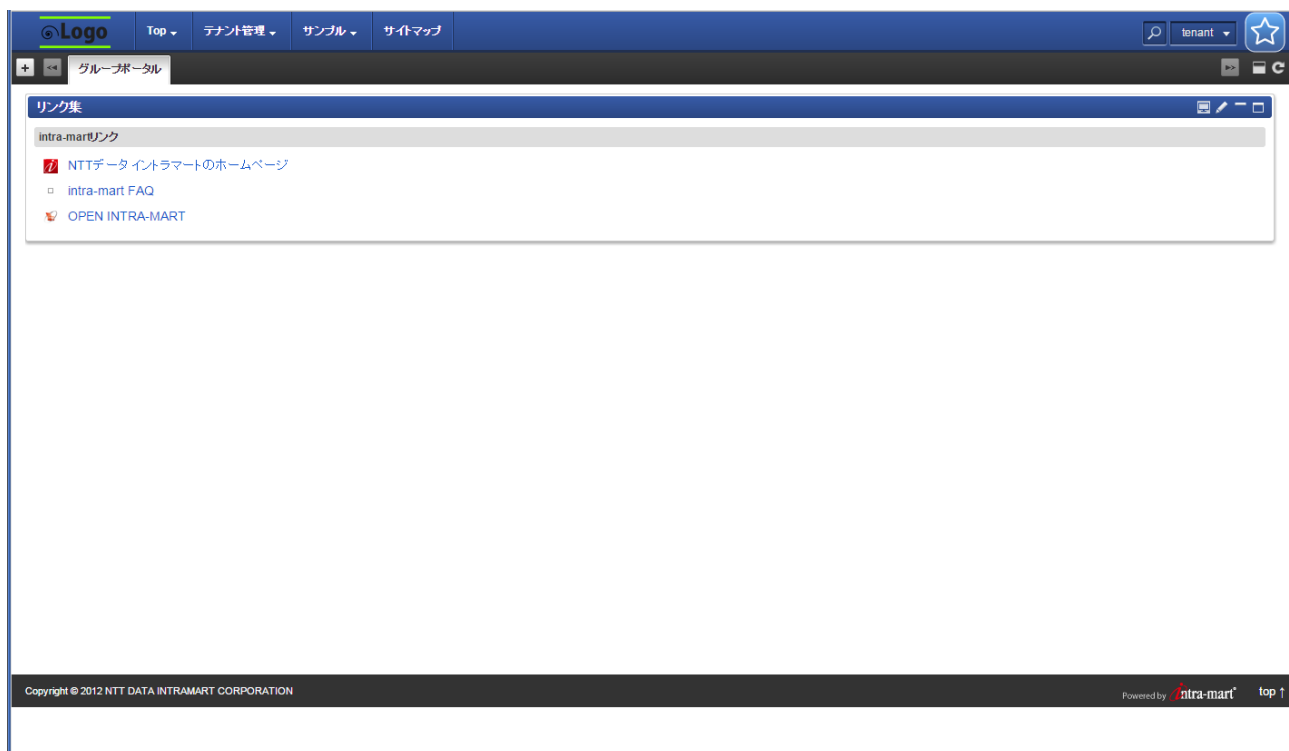 Logo Top テナント管理 サンプル サイトマップ tenant
グループポータル
リンク集
intra-martリンク
NTTデータ イントラマートのホームページ
intra-mart FAQ
OPEN INTRA-MART
Copyright © 2012 NTT DATA INTRAMART CORPORATION Powered by intra-mart top ↑